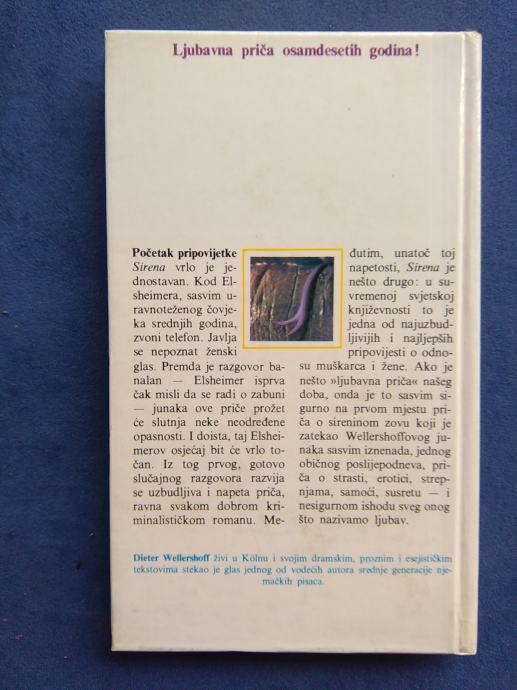 Ljubavna priča osamdesetih godina!
Početak pripovijetke
Sirena vrlo je je-
dnostavan. Kod El-
sheimera, sasvim u-
ravnoteženog čovje-
ka srednjih godina,
zvoni telefon. Javlja
se nepoznat ženski
glas. Premda je razgovor ba-
nalan — Elsheimer isprva
čak misli da se radi o zabuni
— junaka ove priče prožet
će slutnja neke neodređene
opasnosti. I doista, taj Elshei-
merov osjećaj bit će vrlo to-
čan. Iz tog prvog, gotovo
slučajnog razgovora razvija
se uzbudljiva i napeta priča,
ravna svakom dobrom kri-
minalističkom romanu. Me-
đutim, unatoč toj
napetosti, Sirena je
nešto drugo: u su-
vremenoj svjetskoj
književnosti to je
jedna od najuzbud-
ljivijih i najljepših
pripovijesti o odno-
su muškarca i žene. Ako je
nešto »ljubavna priča« našeg
doba, onda je to sasvim si-
gurno na prvom mjestu pri-
ča o sireninom zovu koji je
zatekao Wellershoffovog ju-
naka sasvim iznenada, jednog
običnog poslijepodneva, pri-
ča o strasti, erotici, strep-
njama, samoći, susretu — i
nesigurnom ishodu sveg onog
što nazivamo ljubav.
Dieter Wellershoff živi u Kölnu i svojim dramskim, proznim i esejističkim
tekstovima stekao je glas jednog od vodećih autora srednje generacije nje-
mačkih pisaca.